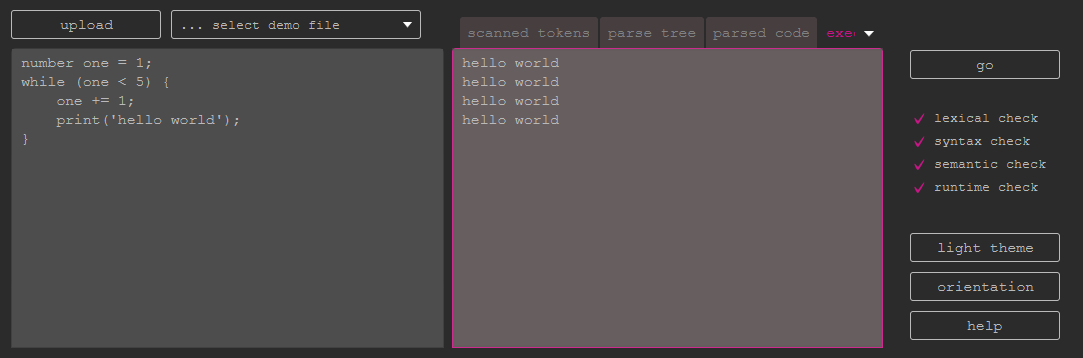 upload
... select demo file
scanned tokens
parse tree
parsed code
number one = 1;
while (one < 5) {
    one += 1;
    print('hello world');
}
hello world
hello world
hello world
hello world
go
✓ lexical check
✓ syntax check
✓ semantic check
✓ runtime check
light theme
orientation
help